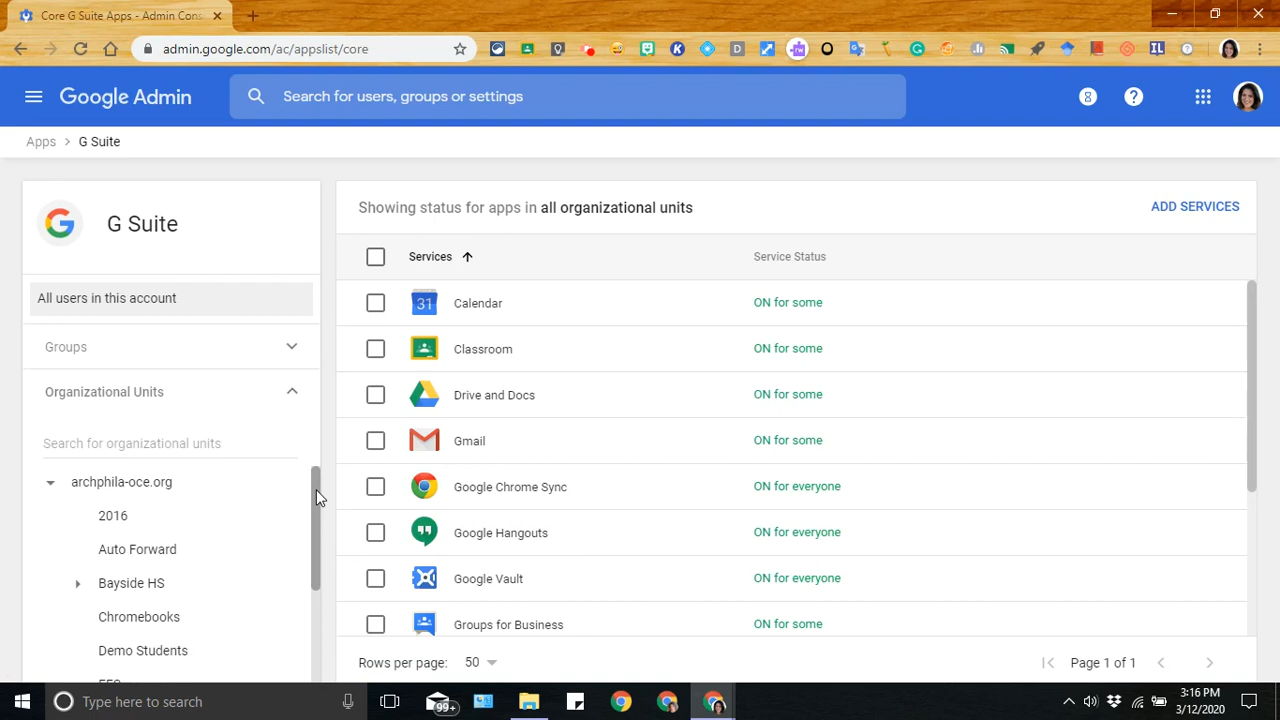 Core G Suite Apps - Admin Cons
admin.google.com/ac/appslist/core
Google Admin
Search for users, groups or settings
Apps > G Suite
G Suite
All users in this account
Groups
Organizational Units
Search for organizational units
archphila-oce.org
2016
Auto Forward
Bayside HS
Chromebooks
Demo Students
Showing status for apps in all organizational units
ADD SERVICES
Services
Service Status
31 Calendar ON for some
Classroom ON for some
Drive and Docs ON for some
Gmail ON for some
Google Chrome Sync ON for everyone
Google Hangouts ON for everyone
Google Vault ON for everyone
Groups for Business ON for some
Rows per page: 50
Page 1 of 1
Type here to search
99+
3:16 PM
3/12/2020